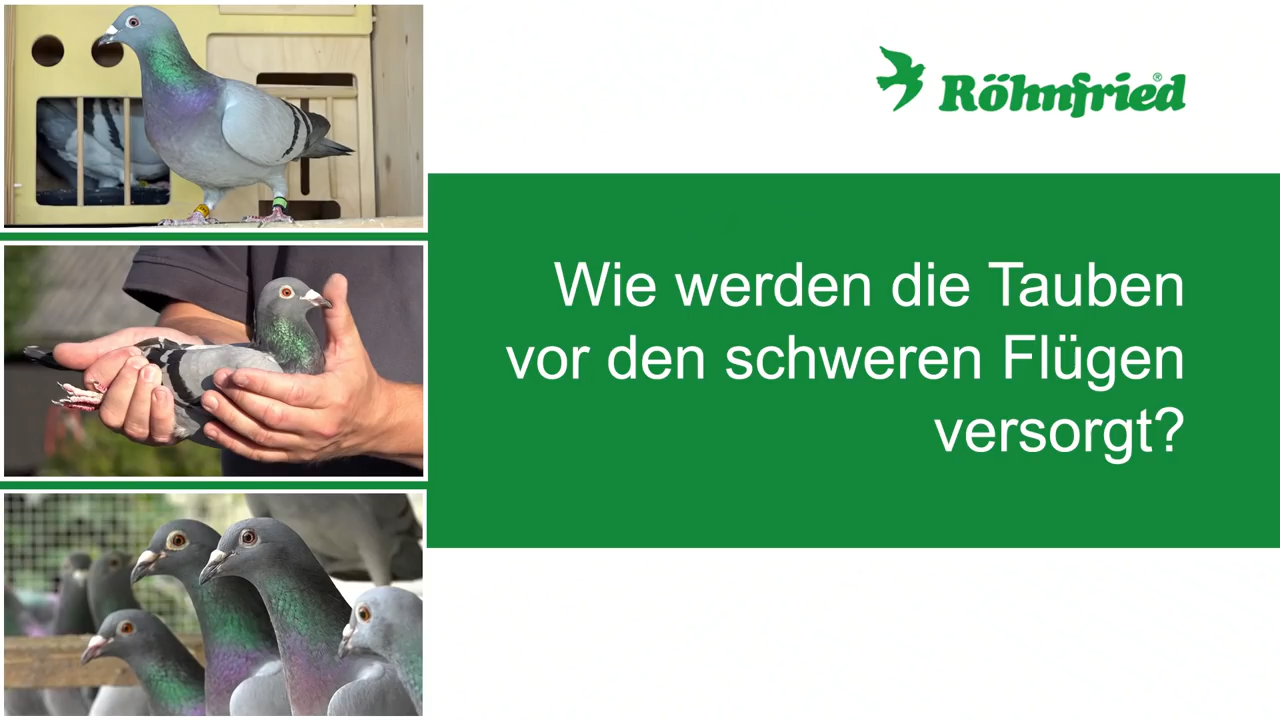 Röhnfried®
Wie werden die Tauben
vor den schweren Flügen
versorgt?